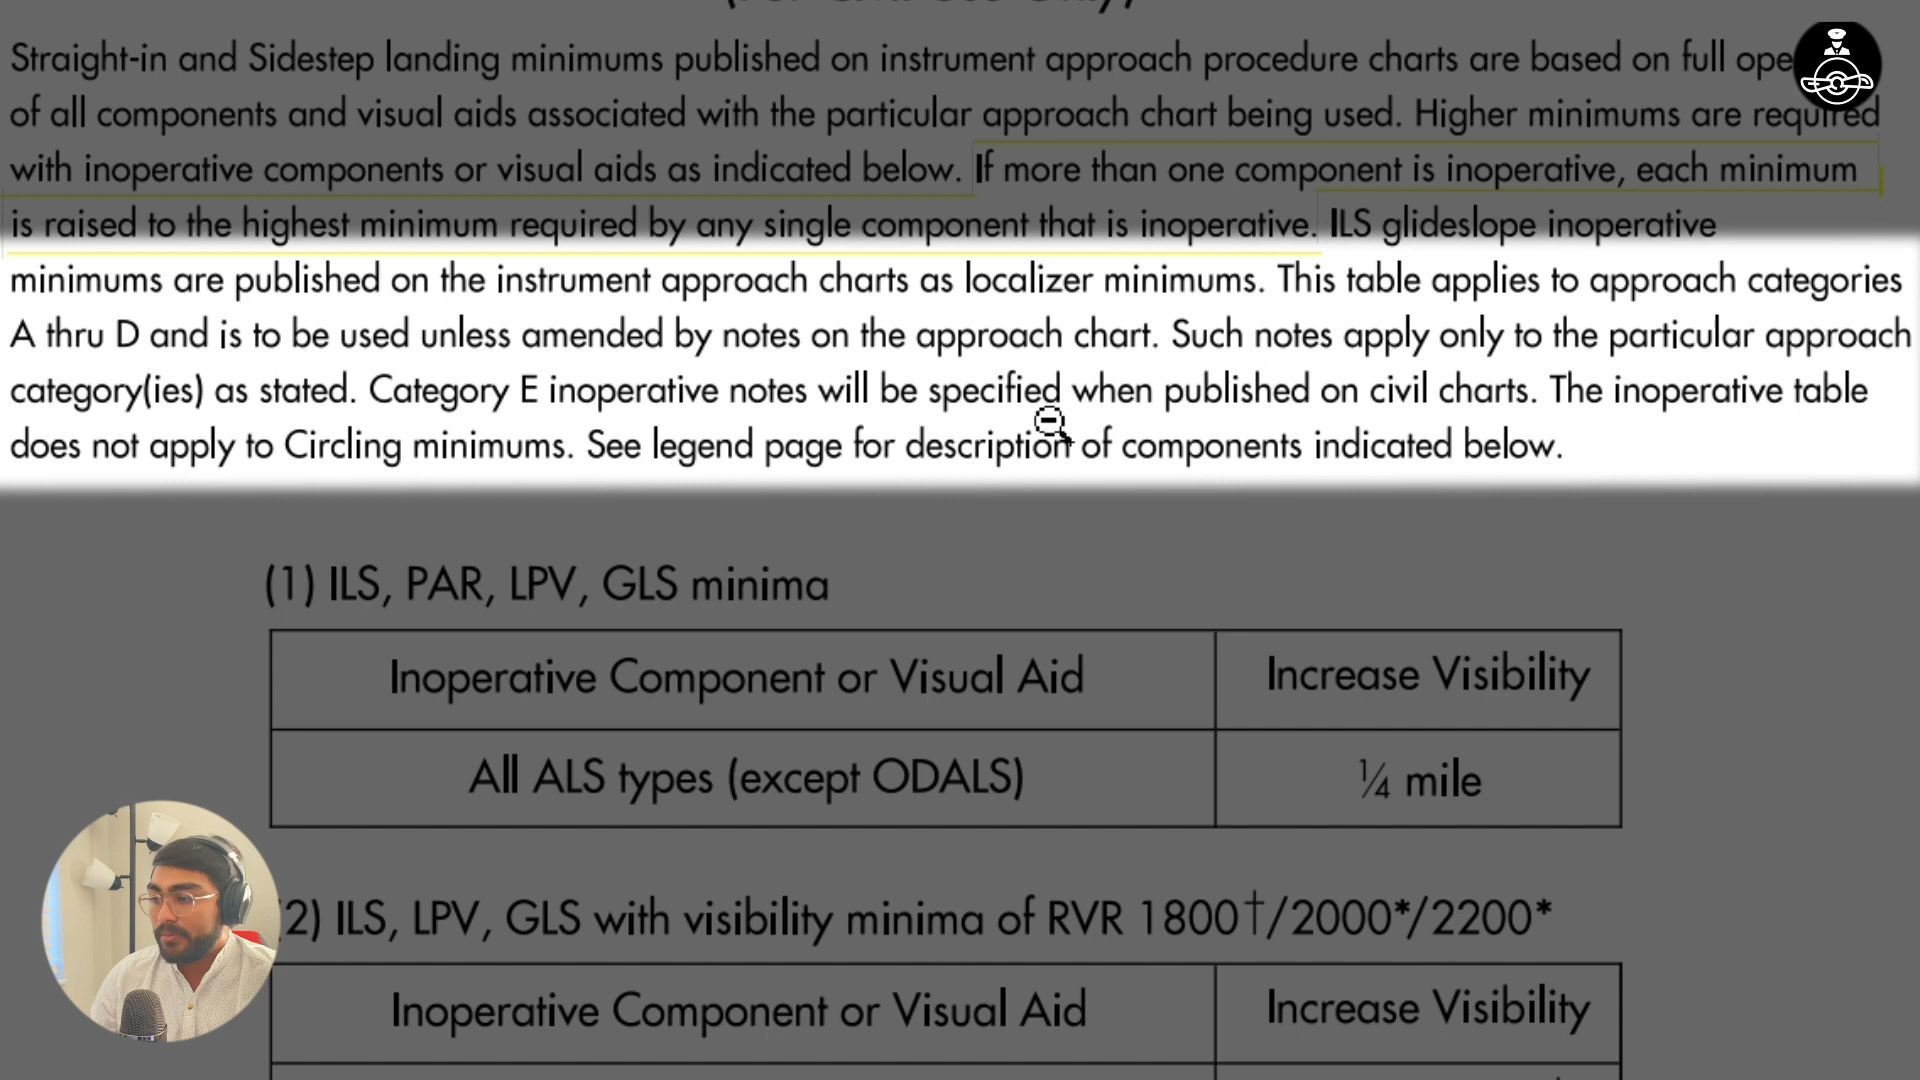 Straight-in and Sidestep landing minimums published on instrument approach procedure charts are based on full ope
of all components and visual aids associated with the particular approach chart being used. Higher minimums are required
with inoperative components or visual aids as indicated below. If more than one component is inoperative, each minimum
is raised to the highest minimum required by any single component that is inoperative. ILS glideslope inoperative
minimums are published on the instrument approach charts as localizer minimums. This table applies to approach categories
A thru D and is to be used unless amended by notes on the approach chart. Such notes apply only to the particular approach
category(ies) as stated. Category E inoperative notes will be specified when published on civil charts. The inoperative table
does not apply to Circling minimums. See legend page for description of components indicated below.
(1) ILS, PAR, LPV, GLS minima
Inoperative Component or Visual Aid
Increase Visibility
All ALS types (except ODALS)
¼ mile
2) ILS, LPV, GLS with visibility minima of RVR 1800†/2000*/2200*
Inoperative Component or Visual Aid
Increase Visibility